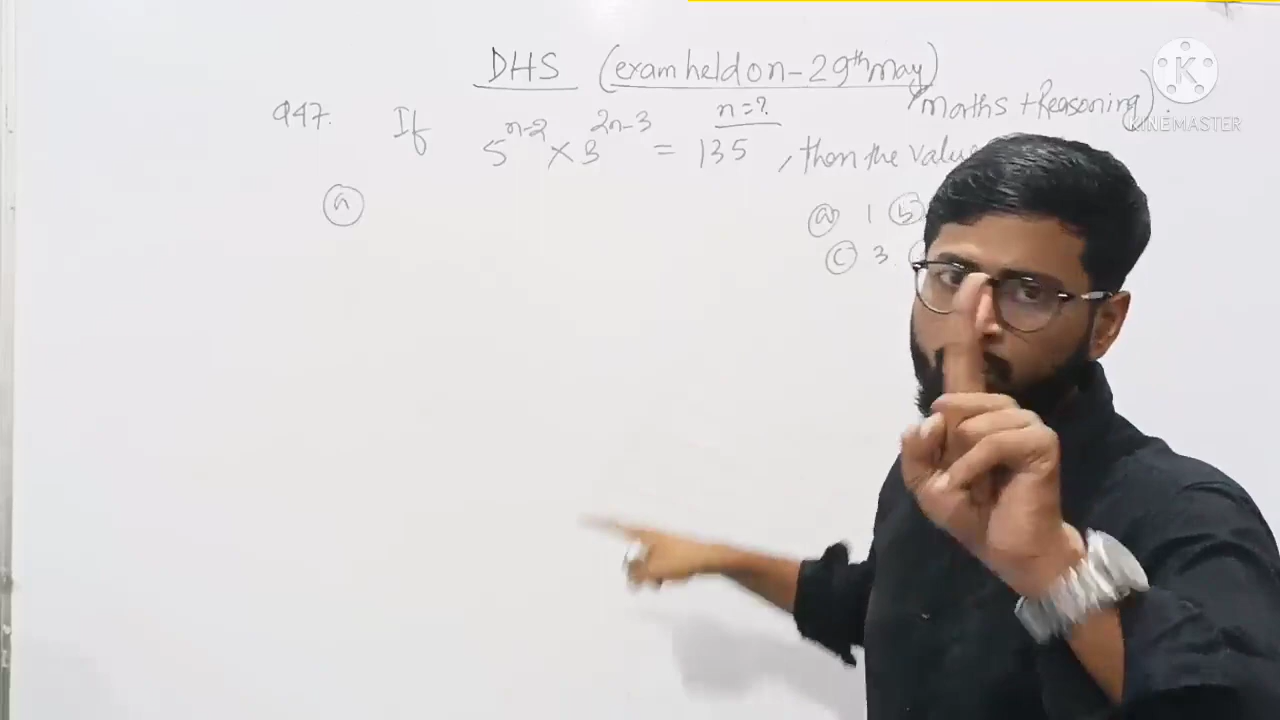 DHS (exam held on - 29th May)
Maths + Reasoning)
K
KINEMASTER
n = ?
Q47. If 5^{n-2} × 3^{2n-3} = 135, then the value
(a)
(a) 1 (b)
(c) 3.